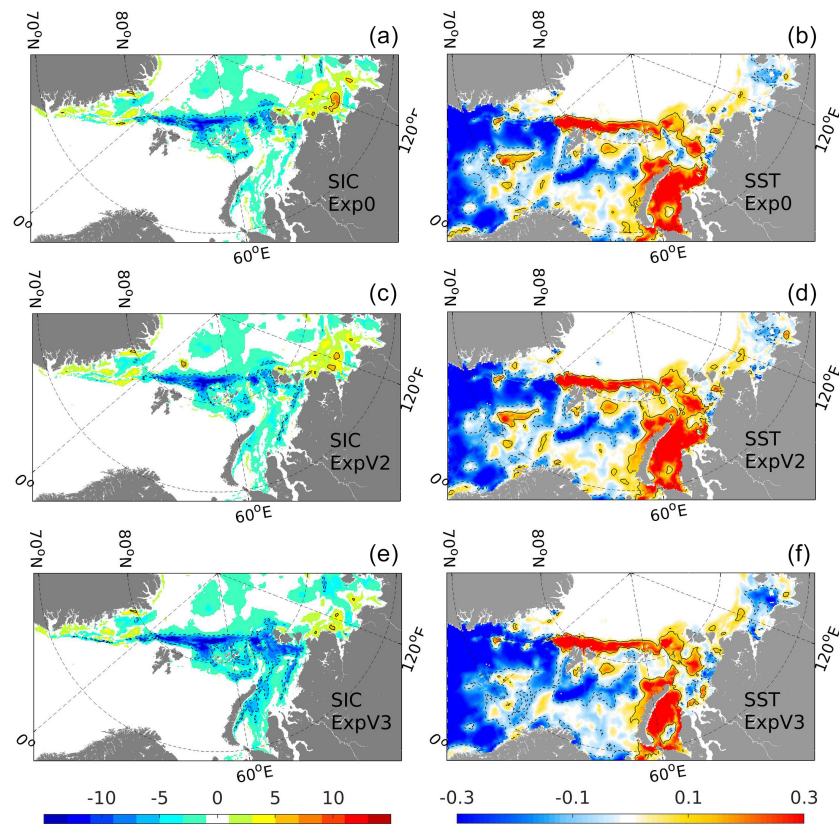 (a) (b)
70°N 80°N 70°N 80°N
SIC SST
Exp0 Exp0
0° 60°E 120°F 0° 60°E 120°F
(c) (d)
70°N 80°N 70°N 80°N
SIC SST
ExpV2 ExpV2
0° 60°E 120°F 0° 60°E 120°F
(e) (f)
70°N 80°N 70°N 80°N
SIC SST
ExpV3 ExpV3
0° 60°E 120°F 0° 60°E 120°F
-10 -5 0 5 10 -0.3 -0.1 0.1 0.3